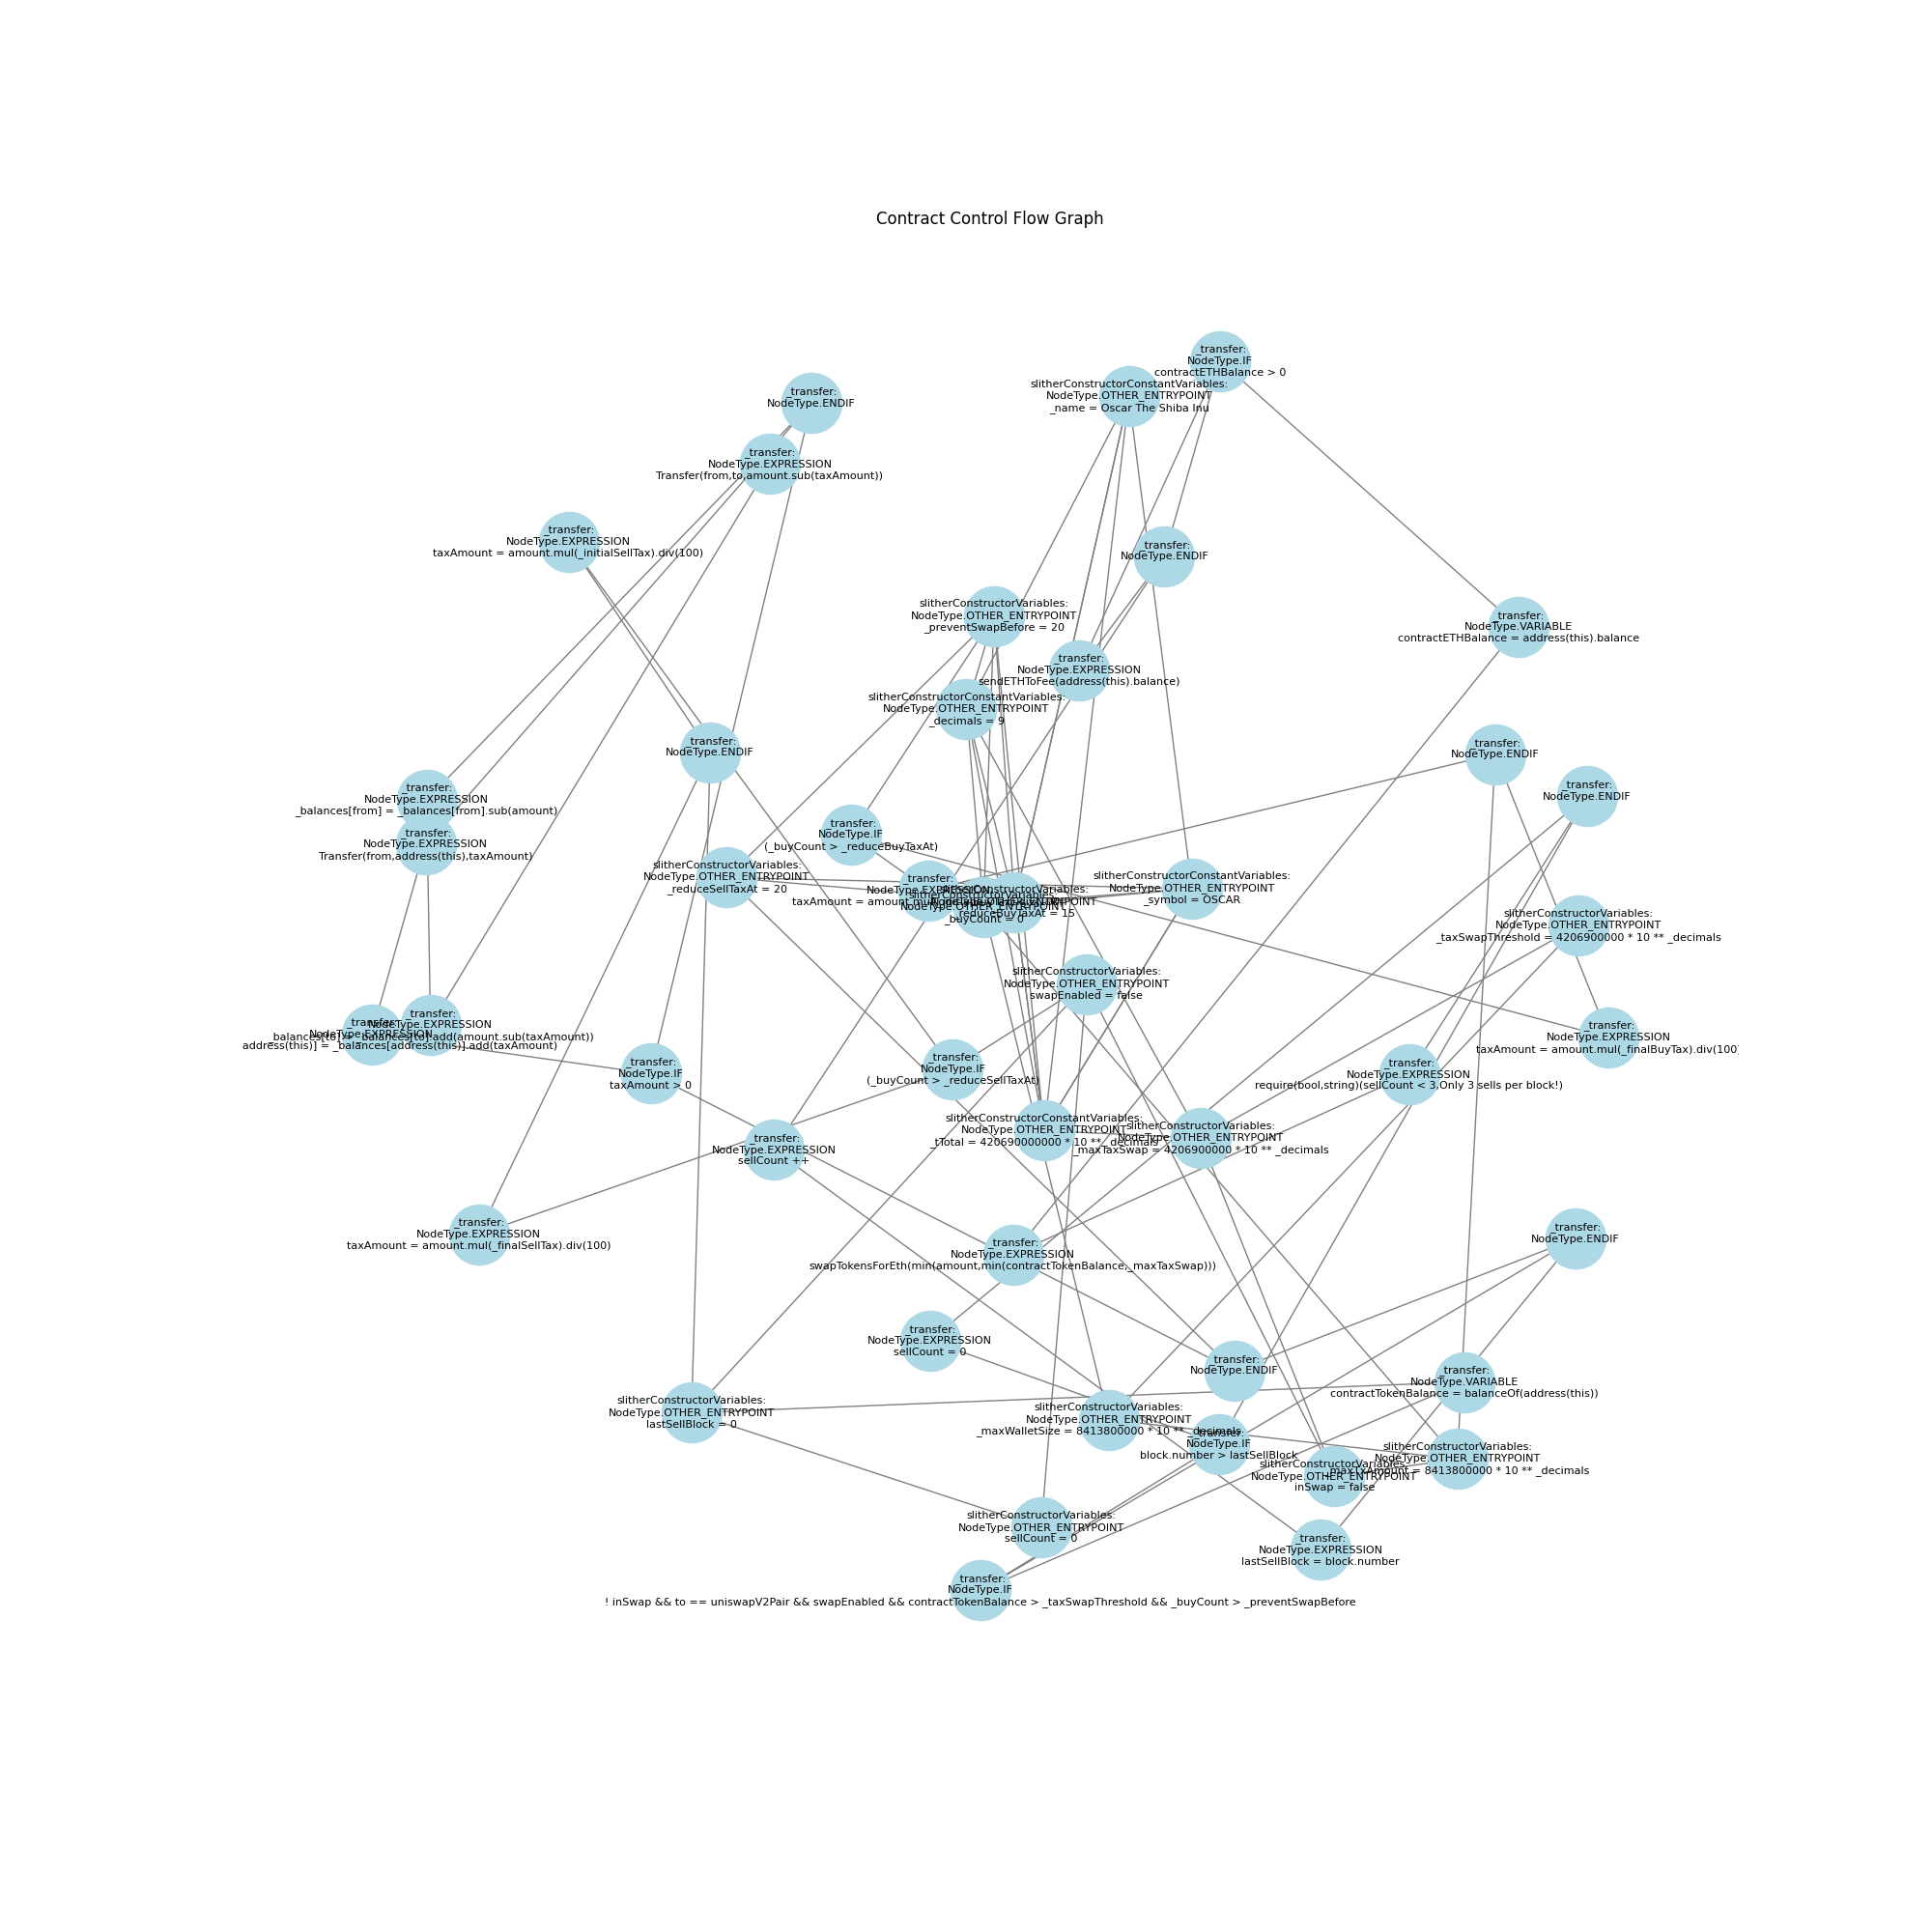 Contract Control Flow Graph
_transfer:
NodeType.IF
contractETHBalance > 0
slitherConstructorConstantVariables:
NodeType.OTHER_ENTRYPOINT
_name = Oscar The Shiba Inu
_transfer:
NodeType.ENDIF
_transfer:
NodeType.EXPRESSION
Transfer(from,to,amount.sub(taxAmount))
_transfer:
NodeType.EXPRESSION
taxAmount = amount.mul(_initialSellTax).div(100)
_transfer:
NodeType.ENDIF
slitherConstructorVariables:
NodeType.OTHER_ENTRYPOINT
_preventSwapBefore = 20
_transfer:
NodeType.VARIABLE
contractETHBalance = address(this).balance
_transfer:
NodeType.EXPRESSION
sendETHToFee(address(this).balance)
slitherConstructorConstantVariables:
NodeType.OTHER_ENTRYPOINT
_decimals = 9
_transfer:
NodeType.ENDIF
_transfer:
NodeType.ENDIF
_transfer:
NodeType.ENDIF
_transfer:
NodeType.EXPRESSION
_balances[from] = _balances[from].sub(amount)
_transfer:
NodeType.EXPRESSION
Transfer(from,address(this),taxAmount)
_transfer:
NodeType.IF
(_buyCount > _reduceBuyTaxAt)
slitherConstructorVariables:
NodeType.OTHER_ENTRYPOINT
_reduceSellTaxAt = 20
_transfer:
NodeType.EXPRESSION
taxAmount = amount
slitherConstructorVariables:
NodeType.OTHER_ENTRYPOINT
_buyCount = 0
_reduceBuyTaxAt = 15
slitherConstructorConstantVariables:
NodeType.OTHER_ENTRYPOINT
_symbol = OSCAR
slitherConstructorVariables:
NodeType.OTHER_ENTRYPOINT
_taxSwapThreshold = 4206900000 * 10 ** _decimals
slitherConstructorVariables:
NodeType.OTHER_ENTRYPOINT
swapEnabled = false
_transfer:
NodeType.EXPRESSION
_balances[to].add(amount.sub(taxAmount))
_transfer:
NodeType.EXPRESSION
address(this)] = _balances[address(this)].add(taxAmount)
_transfer:
NodeType.EXPRESSION
taxAmount = amount.mul(_finalBuyTax).div(100)
_transfer:
NodeType.IF
taxAmount > 0
_transfer:
NodeType.IF
(_buyCount > _reduceSellTaxAt)
_transfer:
NodeType.EXPRESSION
require(bool,string)(sellCount < 3,Only 3 sells per block!)
slitherConstructorConstantVariables:
NodeType.OTHER_ENTRYPOINT
_tTotal = 420690000000 * 10 ** _decimals
slitherConstructorVariables:
NodeType.OTHER_ENTRYPOINT
_maxTaxSwap = 4206900000 * 10 ** _decimals
_transfer:
NodeType.EXPRESSION
sellCount ++
_transfer:
NodeType.EXPRESSION
taxAmount = amount.mul(_finalSellTax).div(100)
_transfer:
NodeType.ENDIF
_transfer:
NodeType.EXPRESSION
swapTokensForEth(min(amount,min(contractTokenBalance,_maxTaxSwap)))
_transfer:
NodeType.EXPRESSION
sellCount = 0
_transfer:
NodeType.ENDIF
_transfer:
NodeType.VARIABLE
contractTokenBalance = balanceOf(address(this))
slitherConstructorVariables:
NodeType.OTHER_ENTRYPOINT
lastSellBlock = 0
slitherConstructorVariables:
NodeType.OTHER_ENTRYPOINT
_maxWalletSize = 8413800000 * 10 ** _decimals
_transfer:
NodeType.IF
block.number > lastSellBlock
slitherConstructorVariables:
NodeType.OTHER_ENTRYPOINT
_maxTxAmount = 8413800000 * 10 ** _decimals
slitherConstructorVariables:
NodeType.OTHER_ENTRYPOINT
inSwap = false
slitherConstructorVariables:
NodeType.OTHER_ENTRYPOINT
sellCount = 0
_transfer:
NodeType.EXPRESSION
lastSellBlock = block.number
_transfer:
NodeType.IF
! inSwap && to == uniswapV2Pair && swapEnabled && contractTokenBalance > _taxSwapThreshold && _buyCount > _preventSwapBefore